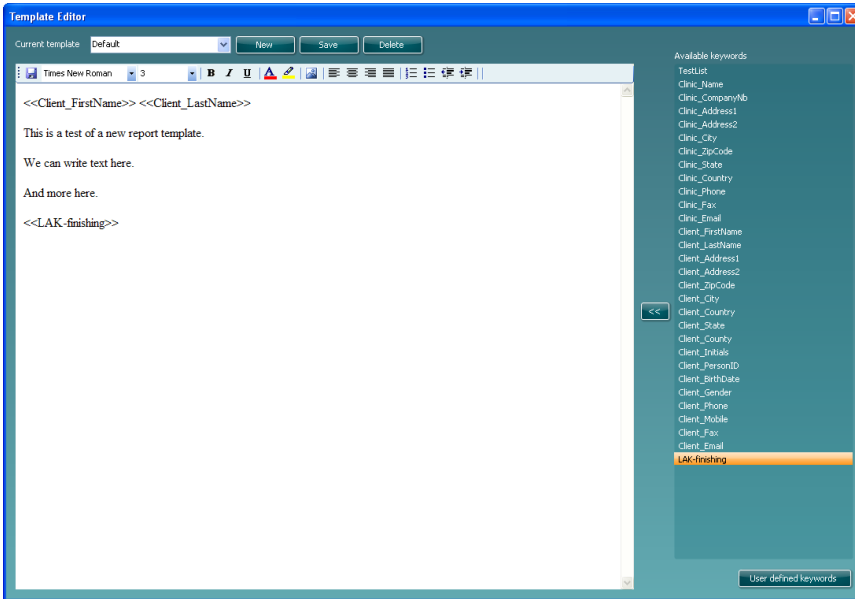 Template Editor
Current template Default New Save Delete
Available keywords
Times New Roman 3 B I U A
<<Client_FirstName>> <<Client_LastName>>
This is a test of a new report template.
We can write text here.
And more here.
<<LAK-finishing>>
<<
TestList
Clinic_Name
Clinic_CompanyNb
Clinic_Address1
Clinic_Address2
Clinic_City
Clinic_ZipCode
Clinic_State
Clinic_Country
Clinic_Phone
Clinic_Fax
Clinic_Email
Client_FirstName
Client_LastName
Client_Address1
Client_Address2
Client_ZipCode
Client_City
Client_Country
Client_State
Client_County
Client_Initials
Client_PersonID
Client_BirthDate
Client_Gender
Client_Phone
Client_Mobile
Client_Fax
Client_Email
LAK-finishing
User defined keywords